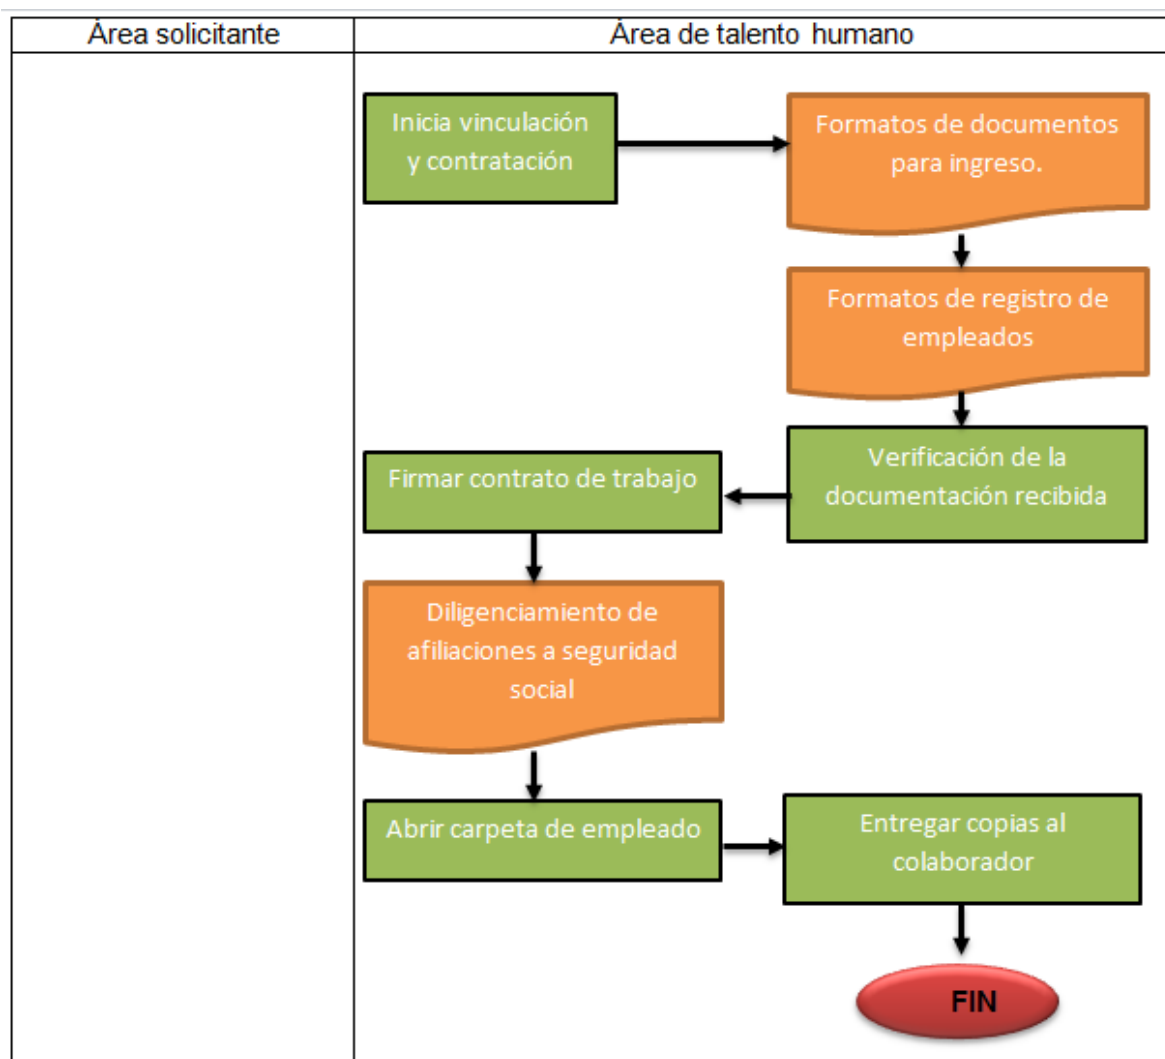 Área solicitante
Área de talento humano
Inicia vinculación
y contratación
Formatos de documentos
para ingreso.
Formatos de registro de
empleados
Verificación de la
documentación recibida
Firmar contrato de trabajo
Diligenciamiento de
afiliaciones a seguridad
social
Abrir carpeta de empleado
Entregar copias al
colaborador
FIN